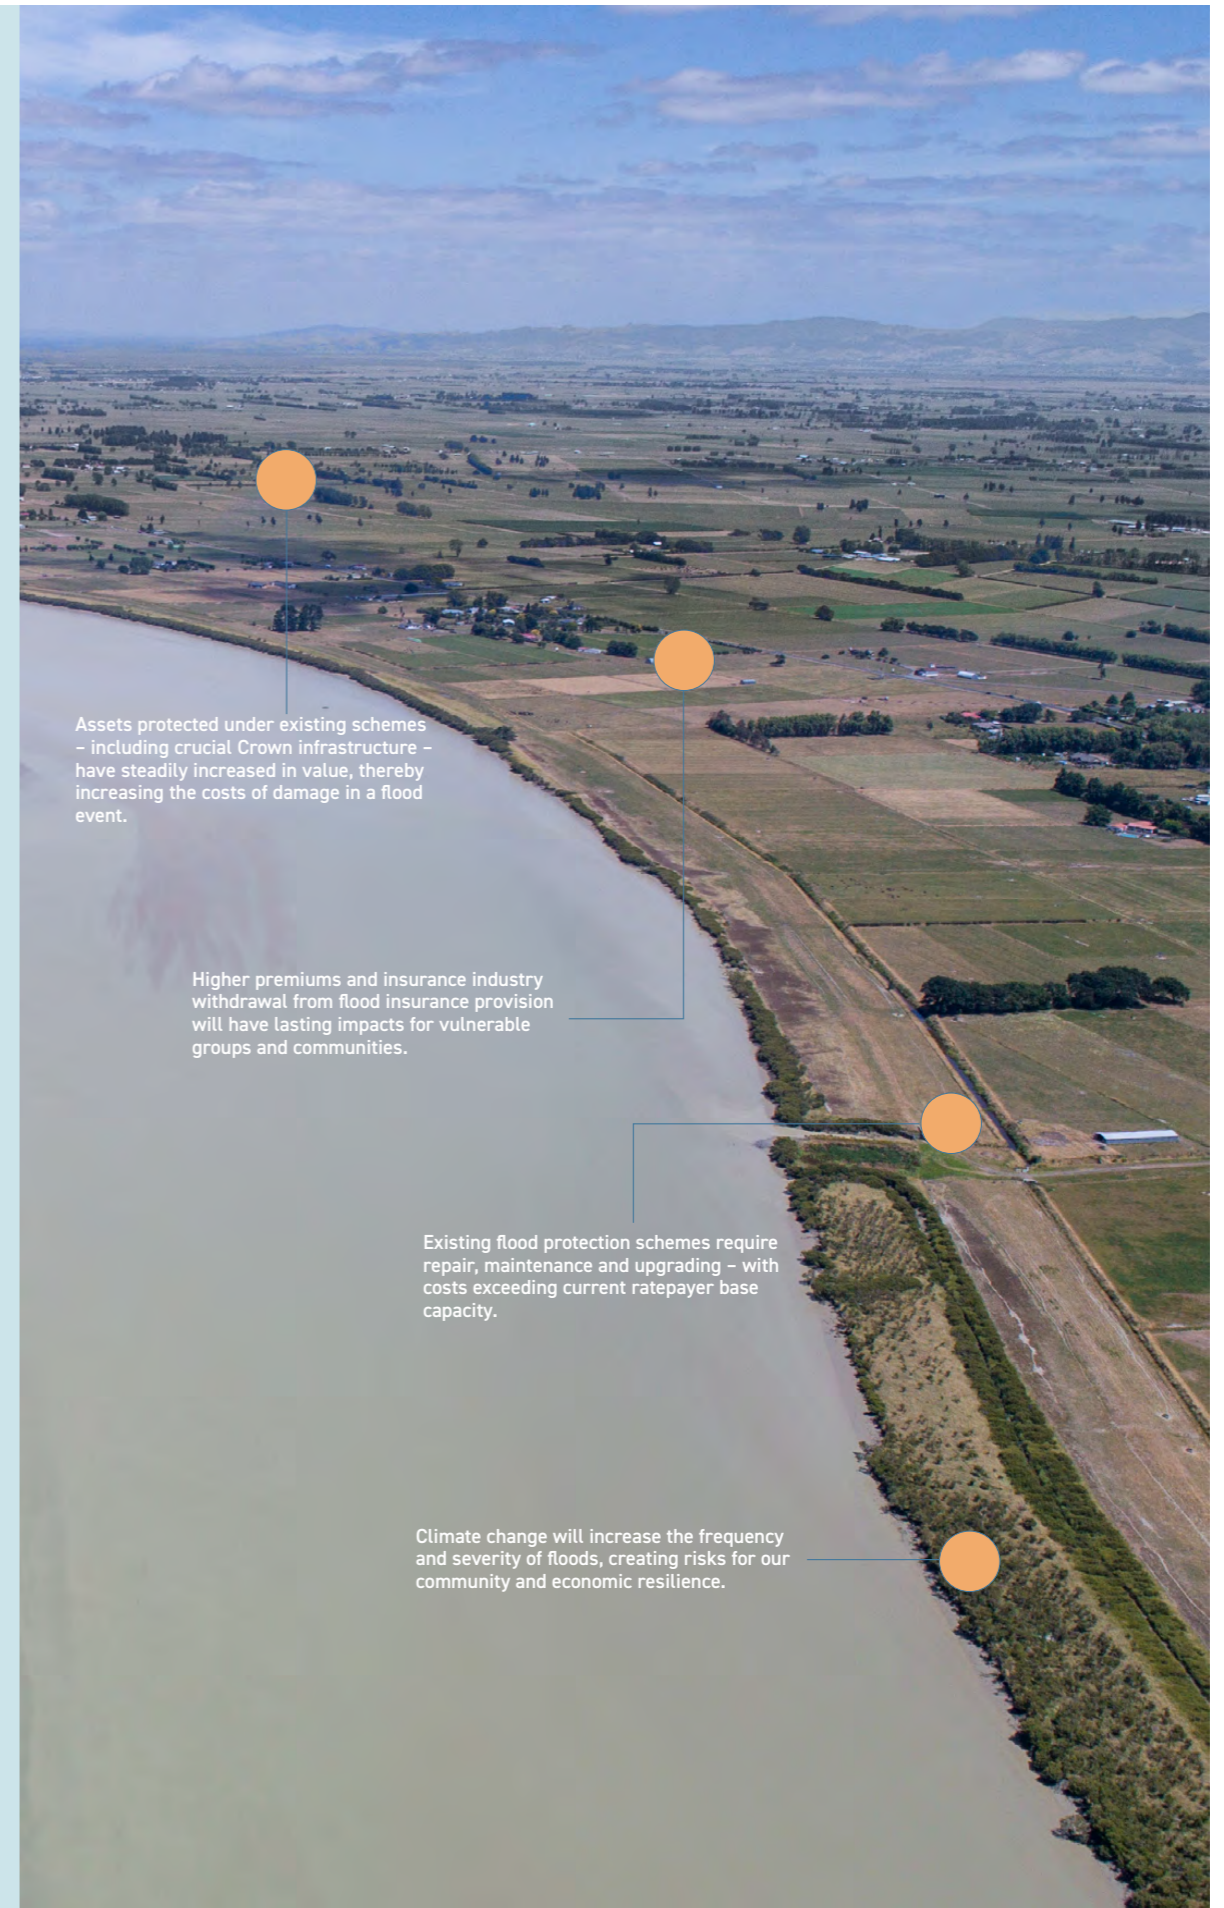 Assets protected under existing schemes
– including crucial Crown infrastructure –
have steadily increased in value, thereby
increasing the costs of damage in a flood
event.
Higher premiums and insurance industry
withdrawal from flood insurance provision
will have lasting impacts for vulnerable
groups and communities.
Existing flood protection schemes require
repair, maintenance and upgrading – with
costs exceeding current ratepayer base
capacity.
Climate change will increase the frequency
and severity of floods, creating risks for our
community and economic resilience.